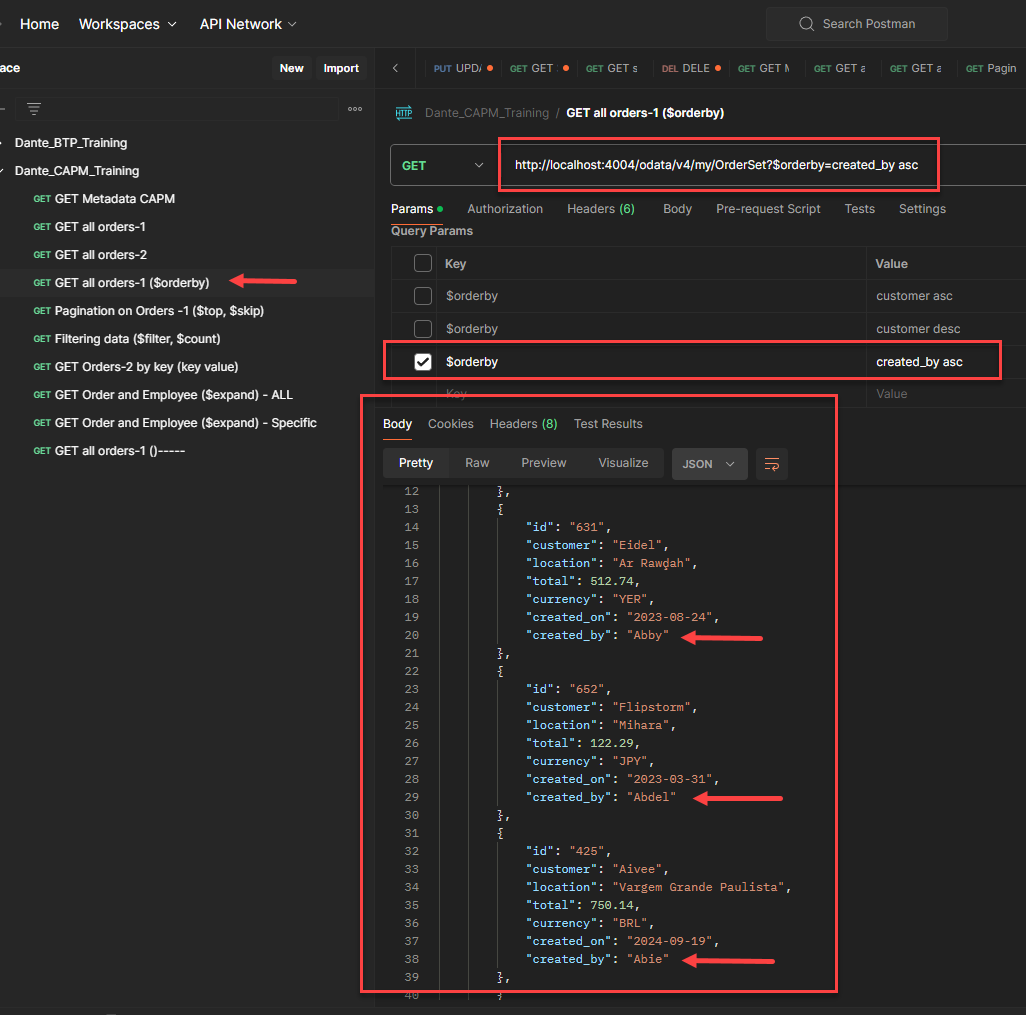 Home Workspaces API Network Search Postman
ace New Import PUT UPD GET GET GET s DEL DELE GET GET M GET GET a GET GET a GET Pagin
HTTP Dante_CAPM_Training / GET all orders-1 ($orderby)
Dante_BTP_Training
Dante_CAPM_Training
GET GET Metadata CAPM
GET GET all orders-1
GET GET all orders-2
GET GET all orders-1 ($orderby)
GET Pagination on Orders -1 ($top, $skip)
GET Filtering data ($filter, $count)
GET GET Orders-2 by key (key value)
GET GET Order and Employee ($expand) - ALL
GET GET Order and Employee ($expand) - Specific
GET GET all orders-1 ()-----
GET http://localhost:4004/odata/v4/my/OrderSet?$orderby=created_by asc
Params Authorization Headers (6) Body Pre-request Script Tests Settings
Query Params
Key Value
$orderby customer asc
$orderby customer desc
$orderby created_by asc
Key Value
Body Cookies Headers (8) Test Results
Pretty Raw Preview Visualize JSON
12 },
13 {
14 "id": "631",
15 "customer": "Eidel",
16 "location": "Ar Rawḑah",
17 "total": 512.74,
18 "currency": "YER",
19 "created_on": "2023-08-24",
20 "created_by": "Abby"
21 },
22 {
23 "id": "652",
24 "customer": "Flipstorm",
25 "location": "Mihara",
26 "total": 122.29,
27 "currency": "JPY",
28 "created_on": "2023-03-31",
29 "created_by": "Abdel"
30 },
31 {
32 "id": "425",
33 "customer": "Aivee",
34 "location": "Vargem Grande Paulista",
35 "total": 750.14,
36 "currency": "BRL",
37 "created_on": "2024-09-19",
38 "created_by": "Abie"
39 },
40 {